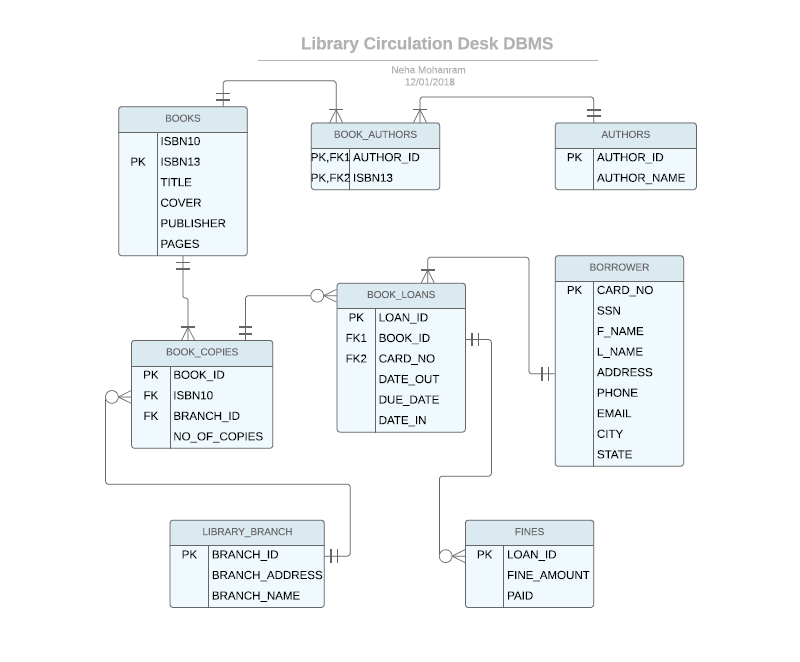 Library Circulation Desk DBMS
Neha Mohanram
12/01/2018
BOOKS
ISBN10
PK ISBN13
TITLE
COVER
PUBLISHER
PAGES
BOOK_AUTHORS
PK,FK1 AUTHOR_ID
PK,FK2 ISBN13
AUTHORS
PK AUTHOR_ID
AUTHOR_NAME
BOOK_COPIES
PK BOOK_ID
FK ISBN10
FK BRANCH_ID
NO_OF_COPIES
BOOK_LOANS
PK LOAN_ID
FK1 BOOK_ID
FK2 CARD_NO
DATE_OUT
DUE_DATE
DATE_IN
BORROWER
PK CARD_NO
SSN
F_NAME
L_NAME
ADDRESS
PHONE
EMAIL
CITY
STATE
LIBRARY_BRANCH
PK BRANCH_ID
BRANCH_ADDRESS
BRANCH_NAME
FINES
PK LOAN_ID
FINE_AMOUNT
PAID